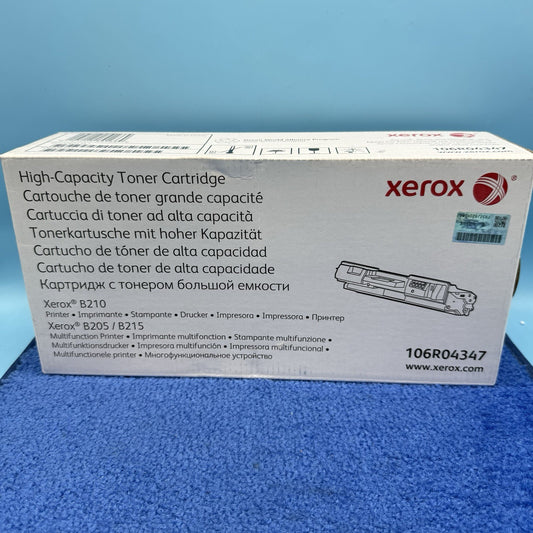 xerox
106R04347
www.xerox.com
High-Capacity Toner Cartridge
Cartouche de toner grande capacité
Cartuccia di toner ad alta capacità
Tonerkartusche mit hoher Kapazität
Cartucho de tóner de alta capacidad
Cartucho de toner de alta capacidade
Картридж с тонером большой емкости
xerox
Xerox® B210
Printer • Imprimante • Stampante • Drucker • Impresora • Impressora • Принтер
Xerox® B205 / B215
Multifunction Printer • Imprimante multifonction • Stampante multifunzione •
Multifunktionsdrucker • Impresora multifunción • Impressora multifuncional •
Multifunctionele printer • Многофункциональное устройство
106R04347
www.xerox.com